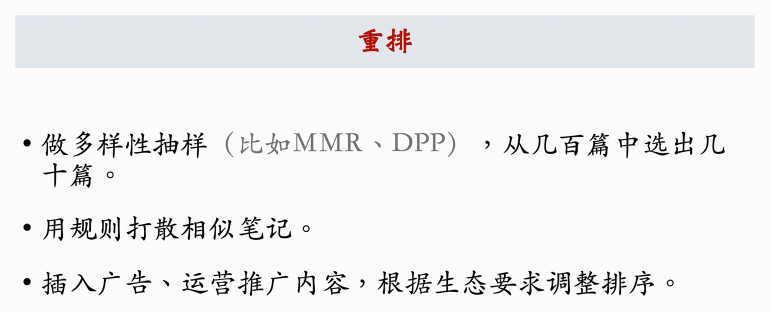 重排
• 做多样性抽样（比如MMR、DPP），从几百篇中选出几
十篇。
• 用规则打散相似笔记。
• 插入广告、运营推广内容，根据生态要求调整排序。